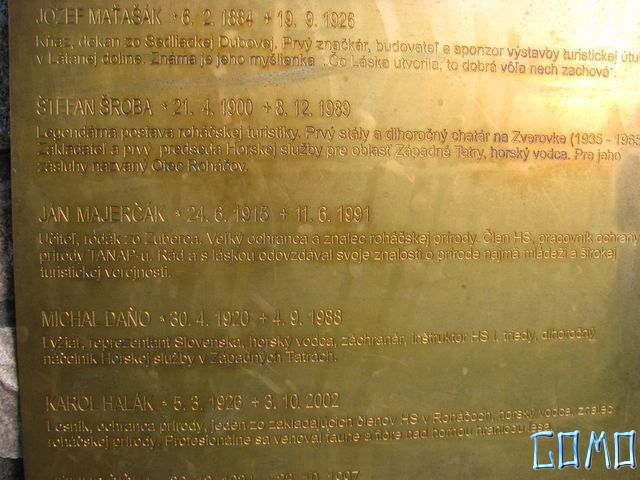 JOZEF MAŤAŠÁK * 6. 2. 1884 + 19. 9. 1926
Kňaz, dekan zo Sedliackej Dubovej. Prvý značkár, budovateľ a sponzor výstavby turistickej útul
v Látanej doline. Známa je jeho myšlienka „Čo Láska utvorila, to dobrá vôľa nech zachová“.
ŠTEFAN ŠROBA * 21. 4. 1900 + 8. 12. 1989
Legendárna postava roháčskej turistiky. Prvý stály a dlhoročný chatár na Zverovke (1935 - 1965
Zakladateľ a prvý predseda Horskej služby pre oblasť Západné Tatry, horský vodca. Pre jeho
zásluhy nazvaný Otec Roháčov.
JÁN MAJERČÁK * 24. 6. 1915 + 11. 6. 1991
Učiteľ, rodák zo Zuberca. Veľký ochranca a znalec roháčskej prírody. Člen HS, pracovník ochrany
prírody TANAP-u. Rád a s láskou odovzdával svoje znalosti o prírode najmä mládeži a širokej
turistickej verejnosti.
MICHAL DAŇO * 30. 4. 1920 + 4. 9. 1988
Lyžiar, reprezentant Slovenska, horský vodca, záchranár, inštruktor HS I. triedy, dlhoročný
náčelník Horskej služby v Západných Tatrách.
KAROL HALÁK * 5. 3. 1926 + 3. 10. 2002
Lesník, ochranca prírody, jeden zo zakladajúcich členov HS v Roháčoch, horský vodca, znalec
roháčskej prírody. Profesionálne sa venoval faune a flóre nad hornou hranicou lesa.
1997
COMO